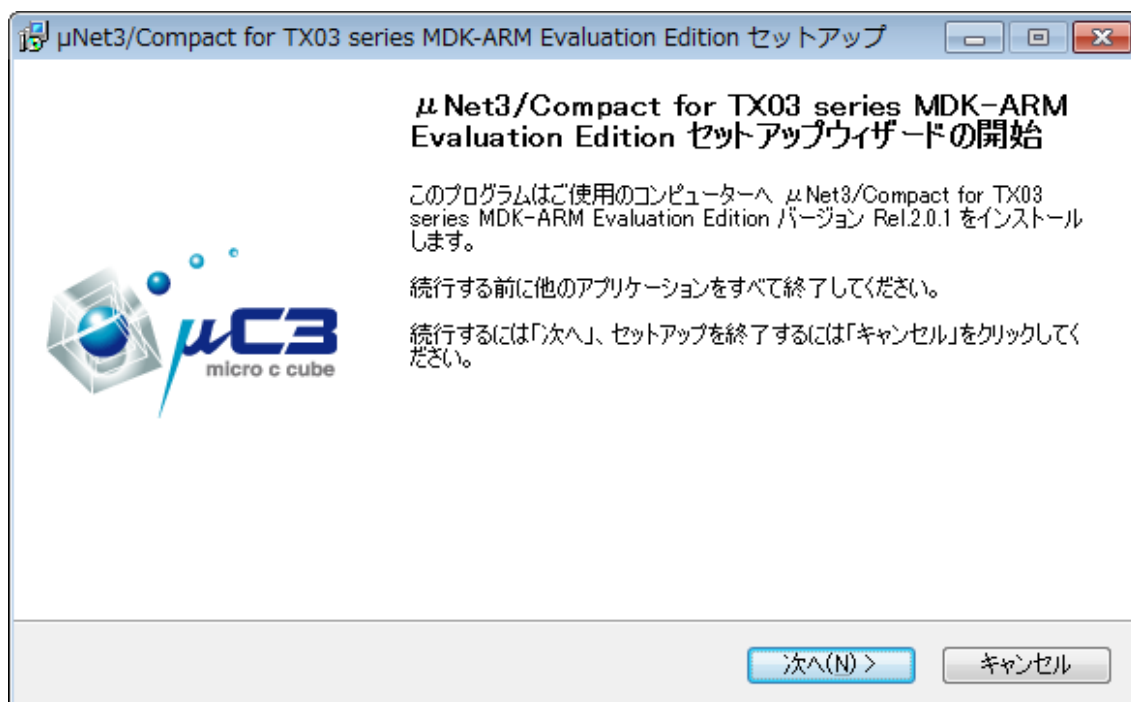 µNet3/Compact for TX03 series MDK-ARM Evaluation Edition セットアップ
μNet3/Compact for TX03 series MDK-ARM
Evaluation Edition セットアップウィザードの開始
このプログラムはご使用のコンピューターへ μNet3/Compact for TX03
series MDK-ARM Evaluation Edition バージョン Rel.2.0.1 をインストール
します。
続行する前に他のアプリケーションをすべて終了してください。
続行するには「次へ」、セットアップを終了するには「キャンセル」をクリックしてく
ださい。
μC3
micro c cube
次へ(N) >
キャンセル